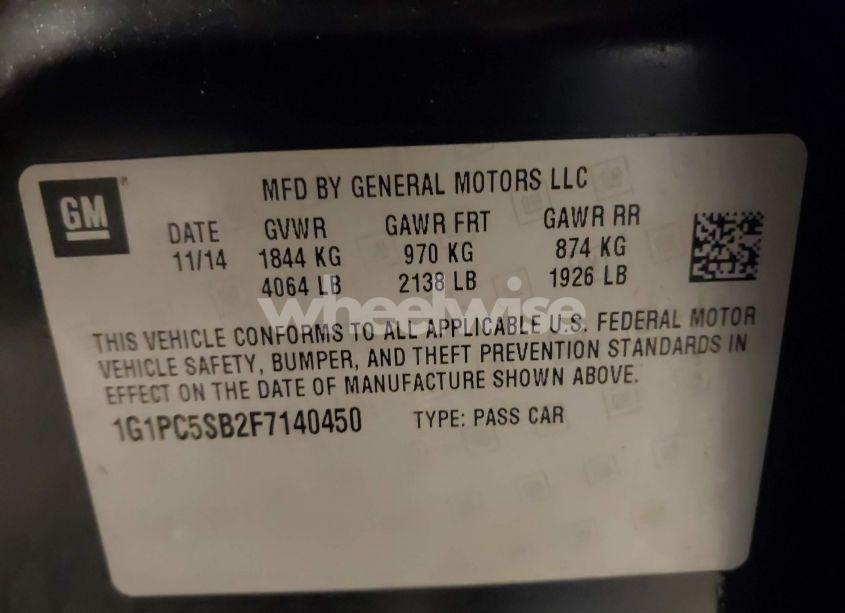 GM
MFD BY GENERAL MOTORS LLC
DATE GVWR GAWR FRT GAWR RR
11/14 1844 KG 970 KG 874 KG
4064 LB 2138 LB 1926 LB
wheelwise
THIS VEHICLE CONFORMS TO ALL APPLICABLE U.S. FEDERAL MOTOR
VEHICLE SAFETY, BUMPER, AND THEFT PREVENTION STANDARDS IN
EFFECT ON THE DATE OF MANUFACTURE SHOWN ABOVE.
1G1PC5SB2F7140450 TYPE: PASS CAR